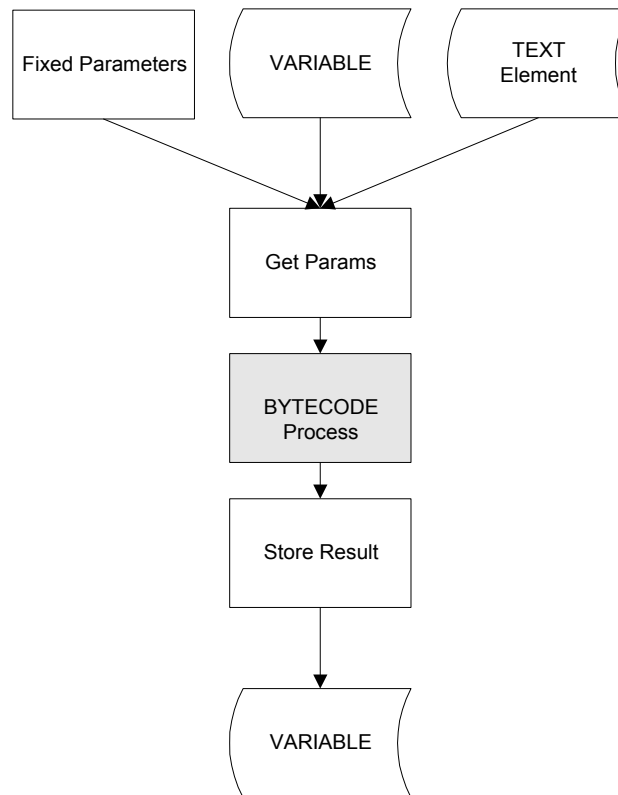 Fixed Parameters
VARIABLE
TEXT
Element
Get Params
BYTECODE
Process
Store Result
VARIABLE